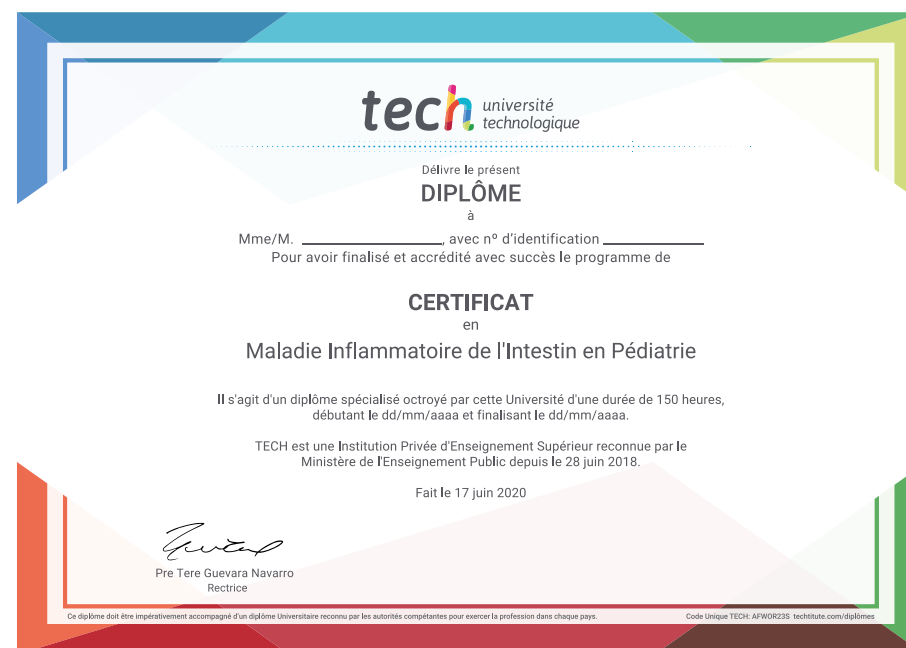 tech université
technologique
Délivre le présent
DIPLÔME
à
Mme/M. ____________________, avec nº d'identification ______________
Pour avoir finalisé et accrédité avec succès le programme de
CERTIFICAT
en
Maladie Inflammatoire de l'Intestin en Pédiatrie
Il s'agit d'un diplôme spécialisé octroyé par cette Université d'une durée de 150 heures,
débutant le dd/mm/aaaa et finalisant le dd/mm/aaaa.
TECH est une Institution Privée d'Enseignement Supérieur reconnue par le
Ministère de l'Enseignement Public depuis le 28 juin 2018.
Fait le 17 juin 2020
Pre Tere Guevara Navarro
Rectrice
Ce diplôme doit être impérativement accompagné d'un diplôme Universitaire reconnu par les autorités compétentes pour exercer la profession dans chaque pays.
Code Unique TECH: AFWOR23S techtitute.com/diplômes